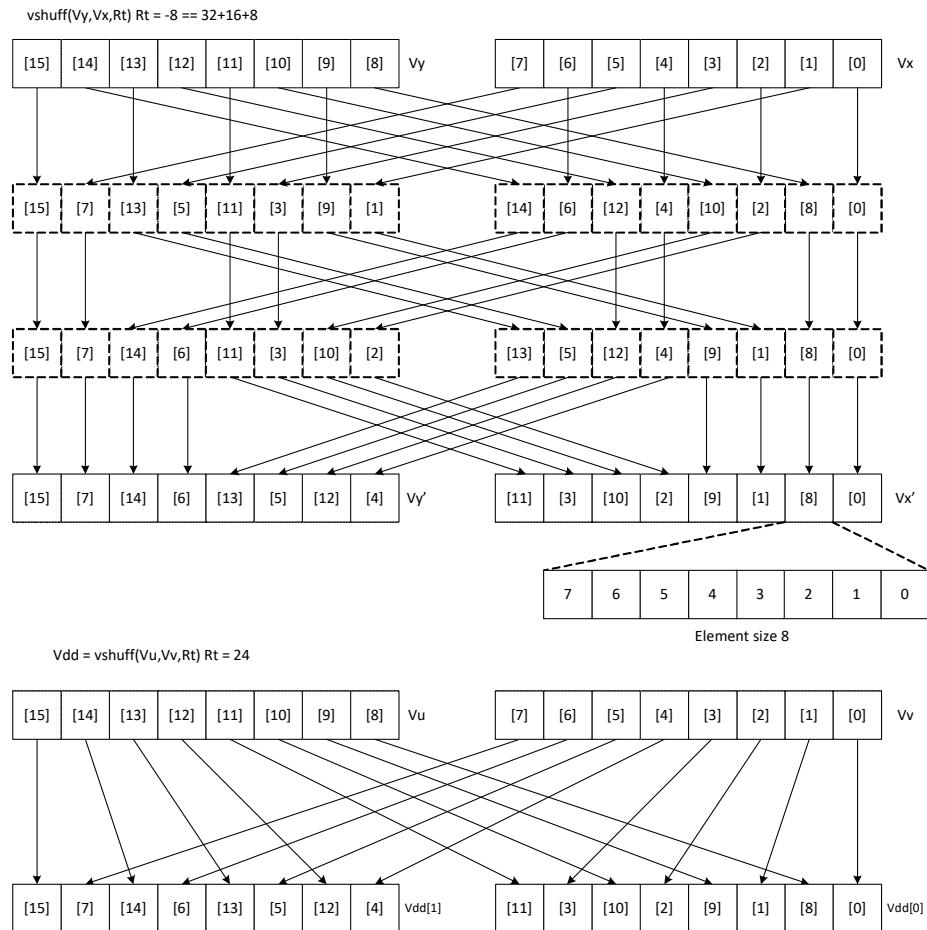 vshuff(Vy,Vx,Rt) Rt = -8 == 32+16+8
[15] [14] [13] [12] [11] [10] [9] [8] Vy [7] [6] [5] [4] [3] [2] [1] [0] Vx
[15] [7] [13] [5] [11] [3] [9] [1] [14] [6] [12] [4] [10] [2] [8] [0]
[15] [7] [14] [6] [11] [3] [10] [2] [13] [5] [12] [4] [9] [1] [8] [0]
[15] [7] [14] [6] [13] [5] [12] [4] Vy’ [11] [3] [10] [2] [9] [1] [8] [0] Vx’
7 6 5 4 3 2 1 0
Element size 8
Vdd = vshuff(Vu,Vv,Rt) Rt = 24
[15] [14] [13] [12] [11] [10] [9] [8] Vu [7] [6] [5] [4] [3] [2] [1] [0] Vv
[15] [7] [14] [6] [13] [5] [12] [4] Vdd[1] [11] [3] [10] [2] [9] [1] [8] [0] Vdd[0]